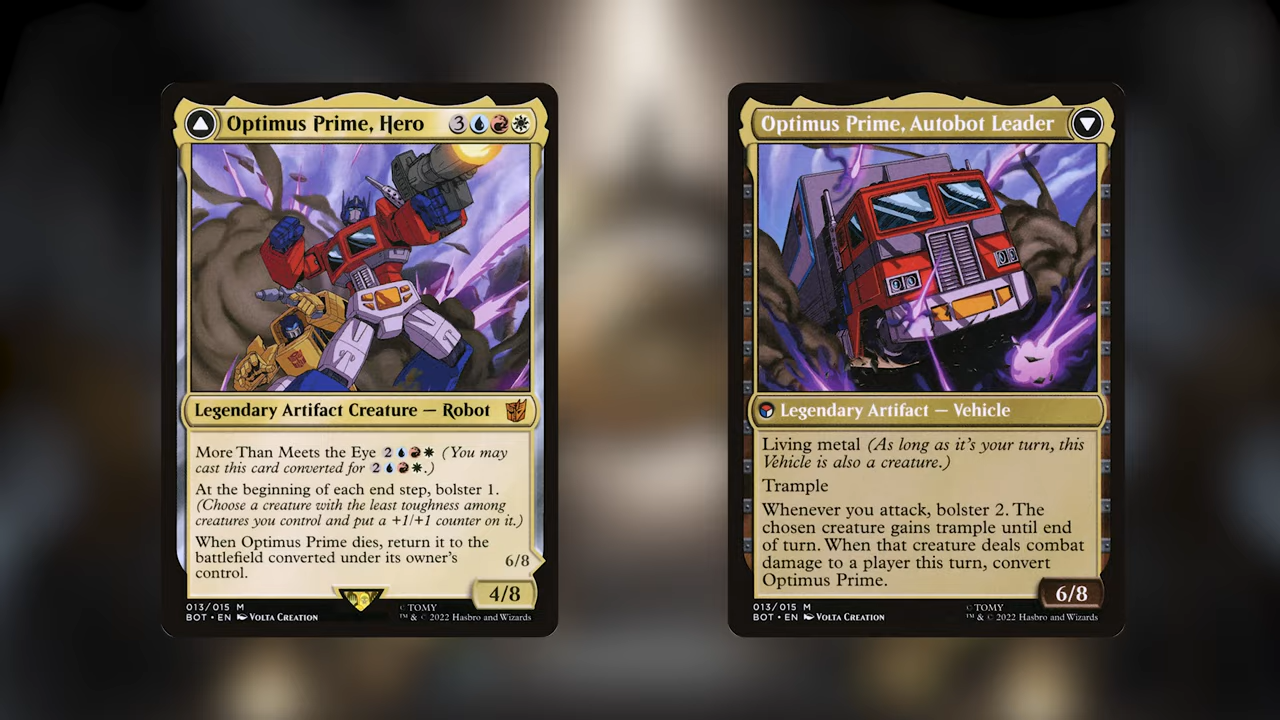 Optimus Prime, Hero 3
Legendary Artifact Creature — Robot
More Than Meets the Eye 2 (You may
cast this card converted for 2 .)
At the beginning of each end step, bolster 1.
(Choose a creature with the least toughness among
creatures you control and put a +1/+1 counter on it.)
When Optimus Prime dies, return it to the
battlefield converted under its owner's
control.
6/8
4/8
013/015 M
BOT • EN Volta Creation
© TOMY
™ & © 2022 Hasbro and Wizards
Optimus Prime, Autobot Leader
Legendary Artifact — Vehicle
Living metal (As long as it's your turn, this
Vehicle is also a creature.)
Trample
Whenever you attack, bolster 2. The
chosen creature gains trample until end
of turn. When that creature deals combat
damage to a player this turn, convert
Optimus Prime.
6/8
013/015 M
BOT • EN Volta Creation
© TOMY
™ & © 2022 Hasbro and Wizards